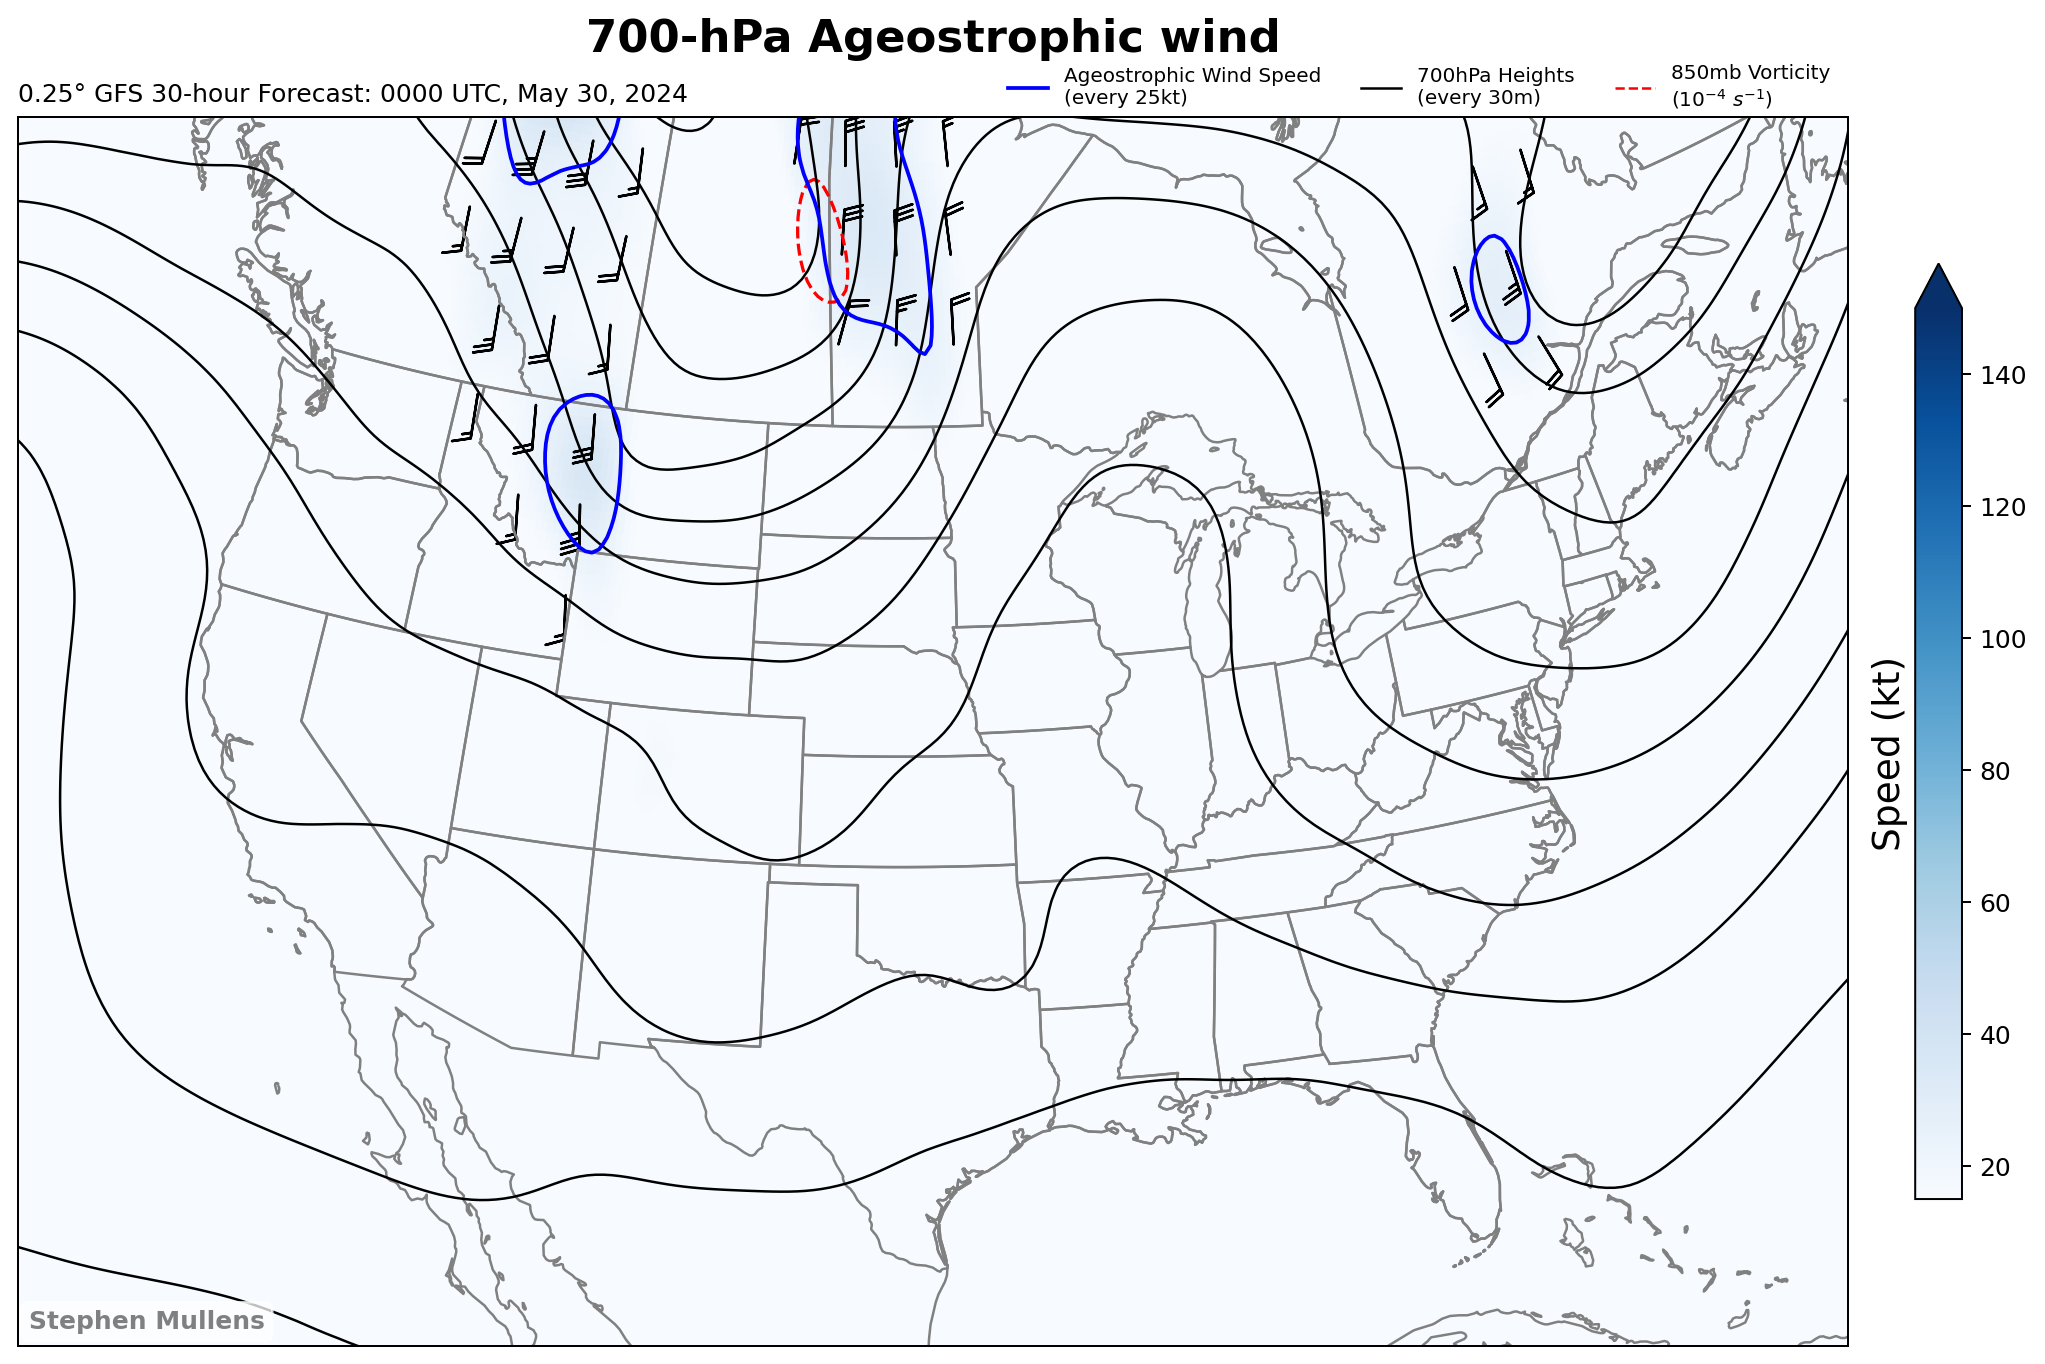 700-hPa Ageostrophic wind
0.25° GFS 30-hour Forecast: 0000 UTC, May 30, 2024
Ageostrophic Wind Speed
(every 25kt)
700hPa Heights
(every 30m)
850mb Vorticity
(10⁻⁴ s⁻¹)
140
120
100
80
60
40
20
Speed (kt)
Stephen Mullens